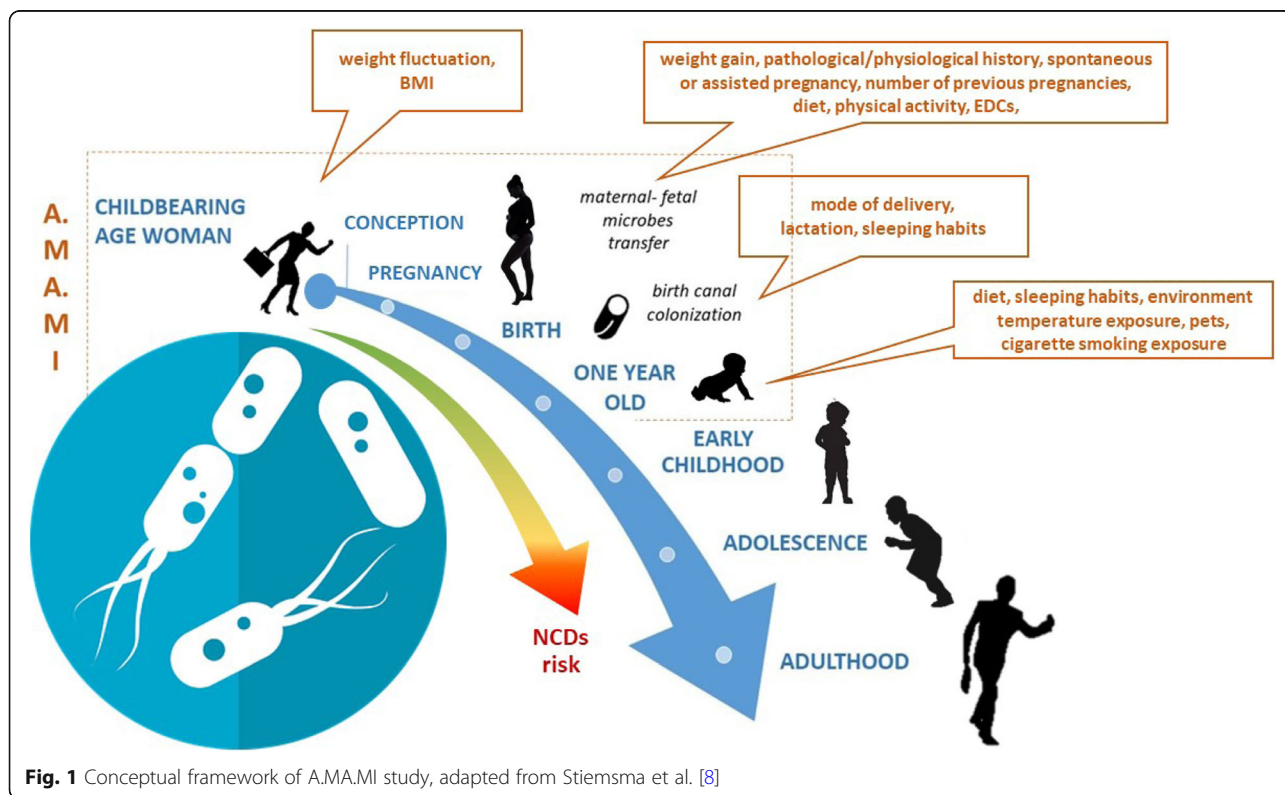 weight fluctuation,
BMI
weight gain, pathological/physiological history, spontaneous
or assisted pregnancy, number of previous pregnancies,
diet, physical activity, EDCs,
A.
M
A.
M
I
CHILDBEARING
AGE WOMAN
CONCEPTION
PREGNANCY
maternal- fetal
microbes
transfer
mode of delivery,
lactation, sleeping habits
BIRTH
birth canal
colonization
diet, sleeping habits, environment
temperature exposure, pets,
cigarette smoking exposure
ONE YEAR
OLD
EARLY
CHILDHOOD
ADOLESCENCE
NCDs
risk
ADULTHOOD
Fig. 1 Conceptual framework of A.MA.MI study, adapted from Stiemsma et al. [8]